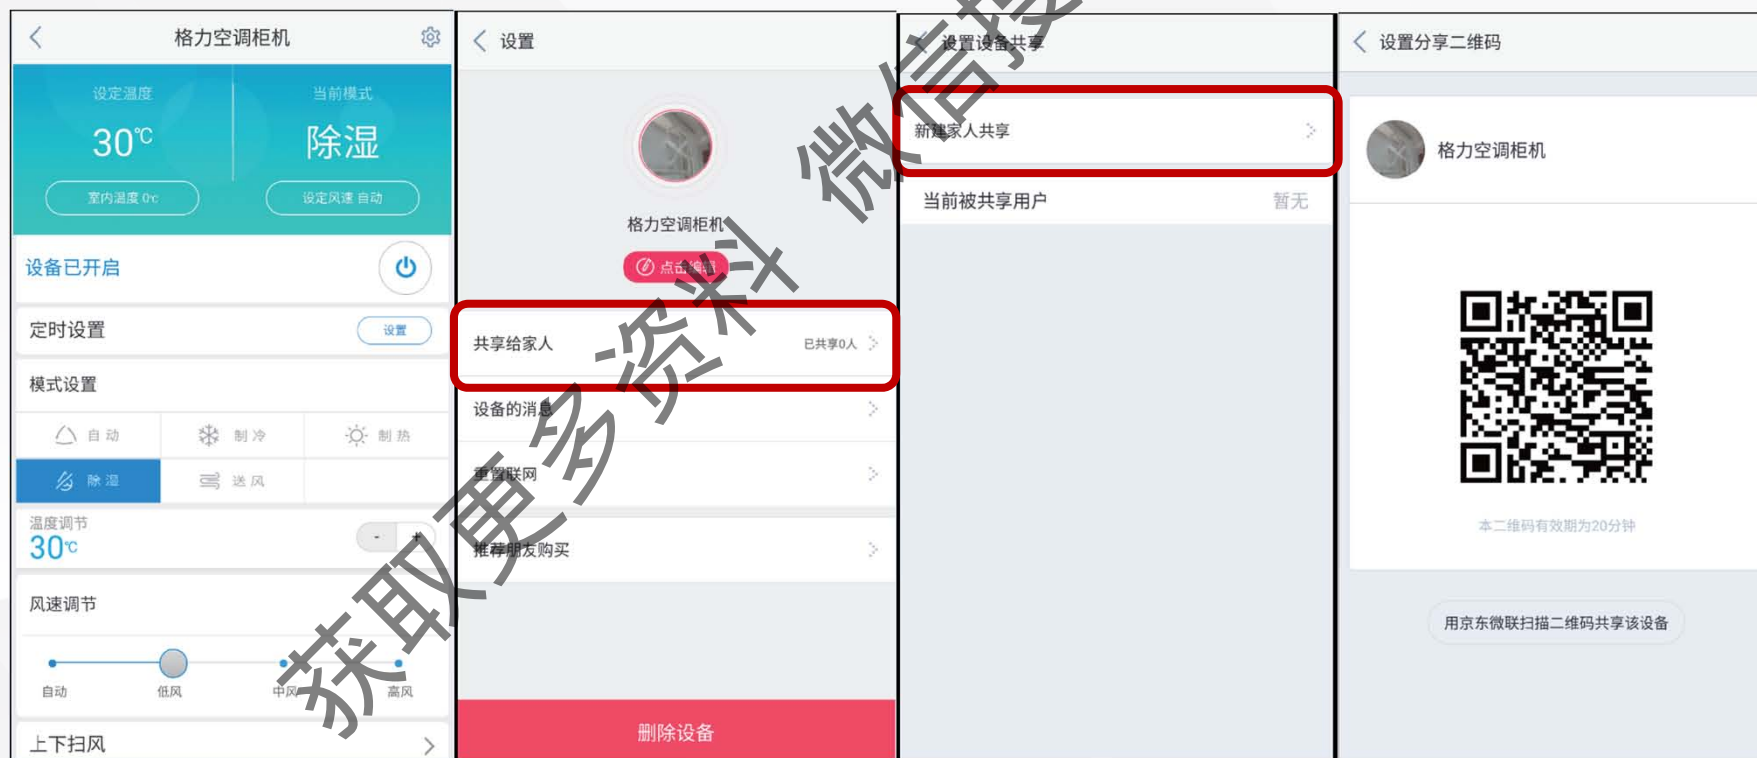 格力空调柜机
设定温度
当前模式
30℃
除湿
室内温度 0℃
设定风速 自动
设备已开启
定时设置
设置
模式设置
自动
制冷
制热
除湿
送风
温度调节
30℃
-
+
风速调节
自动
低风
中风
高风
上下扫风
设置
格力空调柜机
点击编辑
共享给家人
已共享0人
设备的消息
重置联网
推荐朋友购买
删除设备
设置设备共享
新建家人共享
当前被共享用户
暂无
设置分享二维码
格力空调柜机
本二维码有效期为20分钟
用京东微联扫描二维码共享该设备
获取更多资料 微信搜